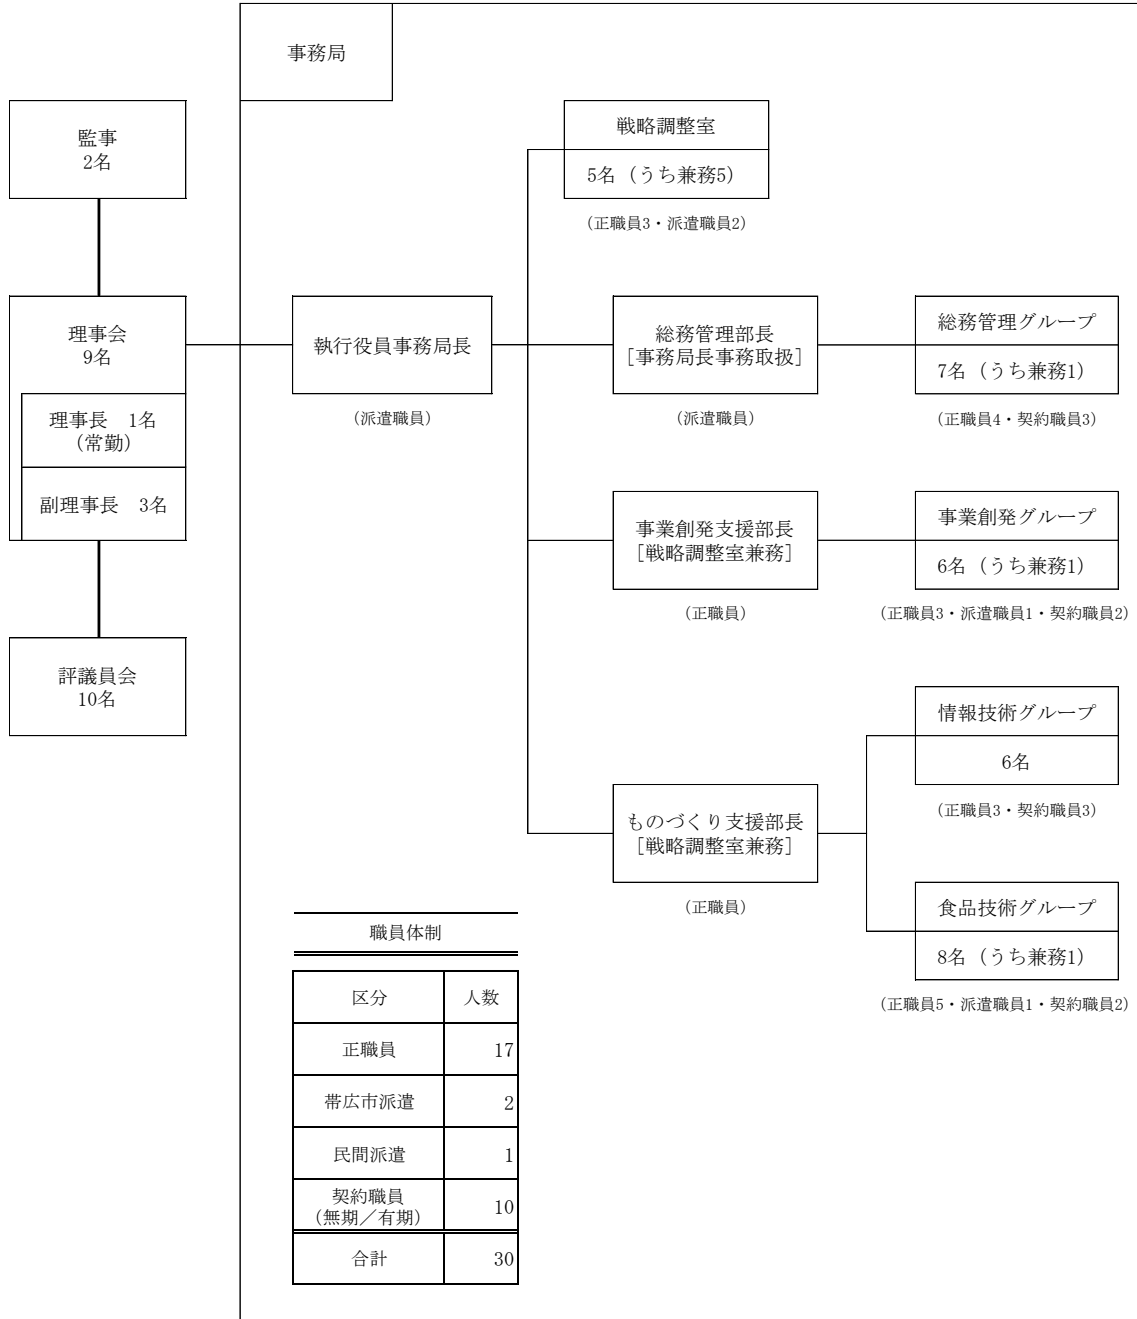 事務局
監事
2名
理事会
9名
理事長　1名
（常勤）
副理事長　3名
評議員会
10名
執行役員事務局長
（派遣職員）
戦略調整室
5名（うち兼務5）
（正職員3・派遣職員2）
総務管理部長
［事務局長事務取扱］
（派遣職員）
総務管理グループ
7名（うち兼務1）
（正職員4・契約職員3）
事業創発支援部長
［戦略調整室兼務］
（正職員）
事業創発グループ
6名（うち兼務1）
（正職員3・派遣職員1・契約職員2）
ものづくり支援部長
［戦略調整室兼務］
（正職員）
情報技術グループ
6名
（正職員3・契約職員3）
食品技術グループ
8名（うち兼務1）
（正職員5・派遣職員1・契約職員2）
職員体制
区分　人数
正職員　17
帯広市派遣　2
民間派遣　1
契約職員
（無期／有期）　10
合計　30